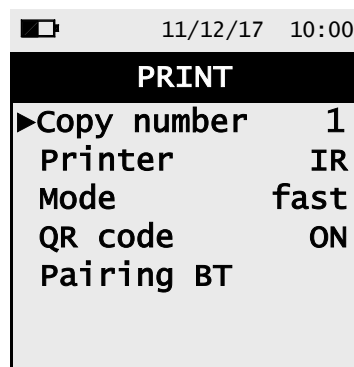 11/12/17 10:00
PRINT
▶Copy number 1
Printer IR
Mode fast
QR code ON
Pairing BT